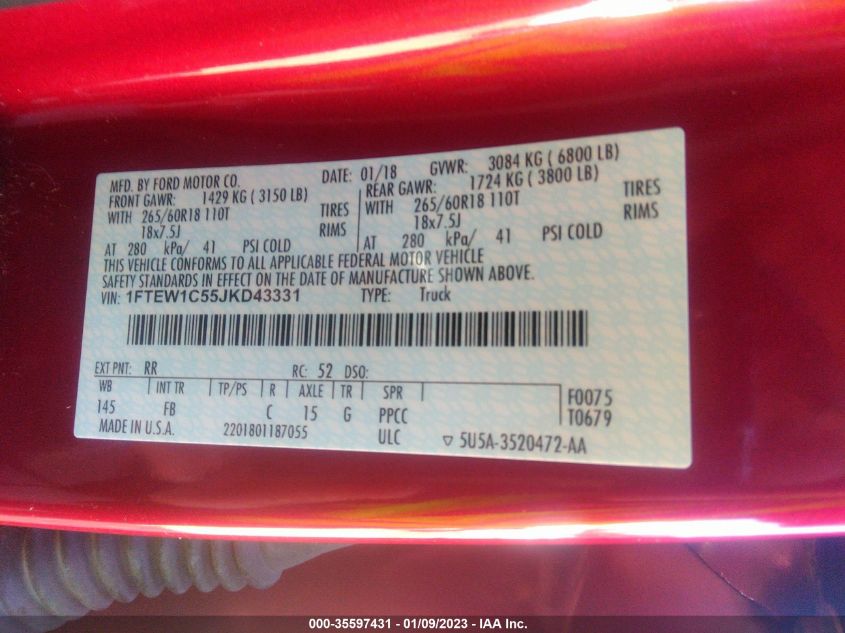 MFD. BY FORD MOTOR CO. DATE: 01/18 GVWR: 3084 KG ( 6800 LB)
FRONT GAWR: 1429 KG ( 3150 LB) REAR GAWR: 1724 KG ( 3800 LB)
WITH 265/60R18 110T TIRES WITH 265/60R18 110T TIRES
18x7.5J RIMS 18x7.5J RIMS
AT 280 kPa/ 41 PSI COLD AT 280 kPa/ 41 PSI COLD
THIS VEHICLE CONFORMS TO ALL APPLICABLE FEDERAL MOTOR VEHICLE
SAFETY STANDARDS IN EFFECT ON THE DATE OF MANUFACTURE SHOWN ABOVE.
VIN: 1FTEW1C55JKD43331 TYPE: Truck
EXT PNT: RR RC: 52 DSO:
WB INT TR TP/PS R AXLE TR SPR F0075
145 FB C 15 G PPCC T0679
MADE IN U.S.A. 2201801187055 ULC ▽ 5U5A-3520472-AA
000-35597431 - 01/09/2023 - IAA Inc.